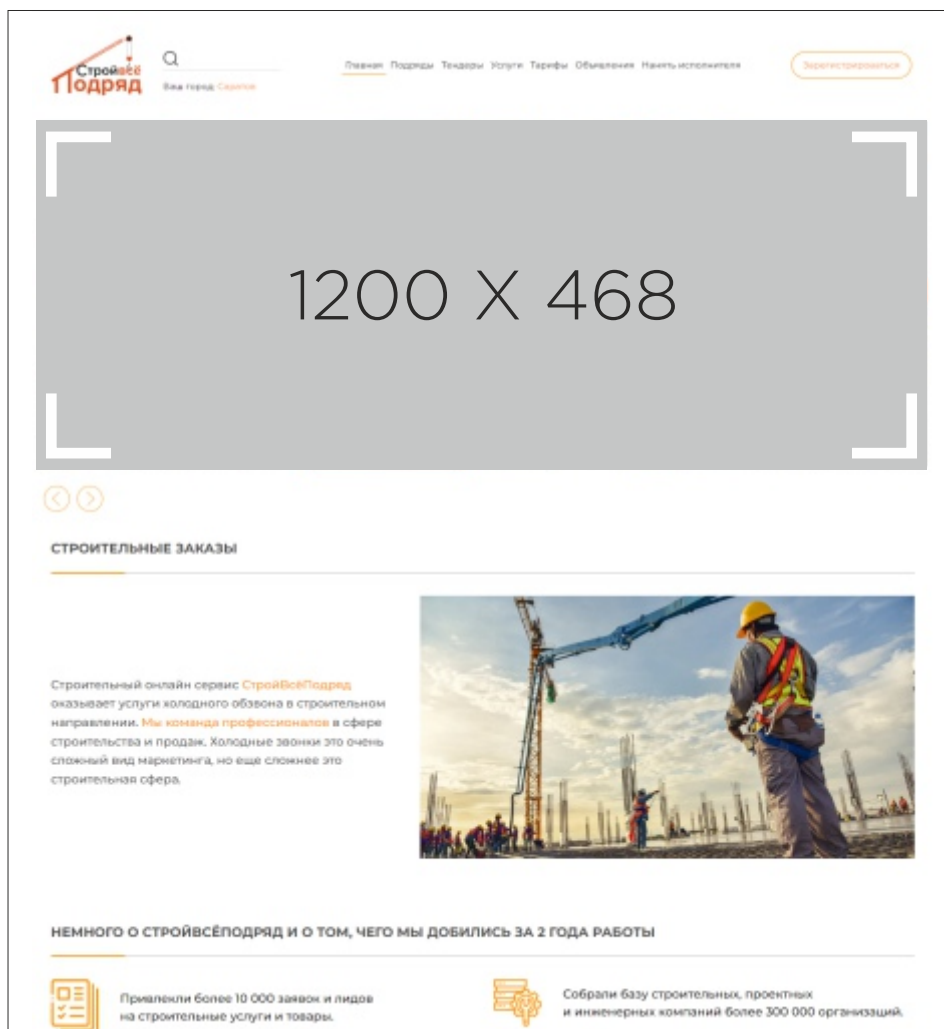 Стройвсё
Подряд
Ваш город: Саратов
Главная Подряды Тендеры Услуги Тарифы Объявления Нанять исполнителя
Зарегистрироваться
1200 X 468
СТРОИТЕЛЬНЫЕ ЗАКАЗЫ
Строительный онлайн сервис СтройВсёПодряд
оказывает услуги холодного обзвона в строительном
направлении. Мы команда профессионалов в сфере
строительства и продаж. Холодные звонки это очень
сложный вид маркетинга, но еще сложнее это
строительная сфера.
НЕМНОГО О СТРОЙВСЁПОДРЯД И О ТОМ, ЧЕГО МЫ ДОБИЛИСЬ ЗА 2 ГОДА РАБОТЫ
Привлекли более 10 000 заявок и лидов
на строительные услуги и товары.
Собрали базу строительных, проектных
и инженерных компаний более 300 000 организаций.